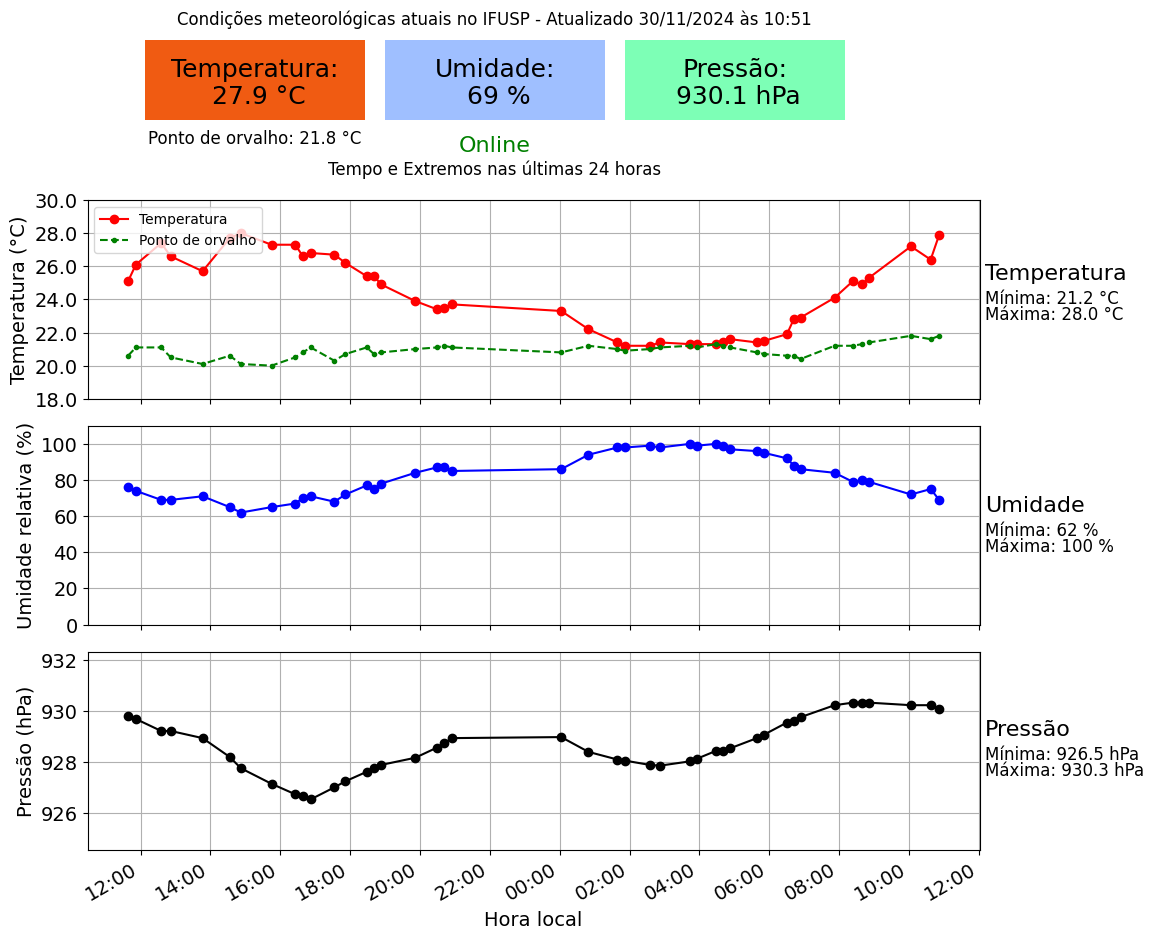 Condições meteorológicas atuais no IFUSP - Atualizado 30/11/2024 às 10:51
Temperatura:
27.9 °C
Umidade:
69 %
Pressão:
930.1 hPa
Ponto de orvalho: 21.8 °C
Online
Tempo e Extremos nas últimas 24 horas
Temperatura (°C)
30.0
28.0
26.0
24.0
22.0
20.0
18.0
Temperatura
Ponto de orvalho
Temperatura
Mínima: 21.2 °C
Máxima: 28.0 °C
Umidade relativa (%)
100
80
60
40
20
0
Umidade
Mínima: 62 %
Máxima: 100 %
Pressão (hPa)
932
930
928
926
Pressão
Mínima: 926.5 hPa
Máxima: 930.3 hPa
12:00
14:00
16:00
18:00
20:00
22:00
00:00
02:00
04:00
06:00
08:00
10:00
12:00
Hora local